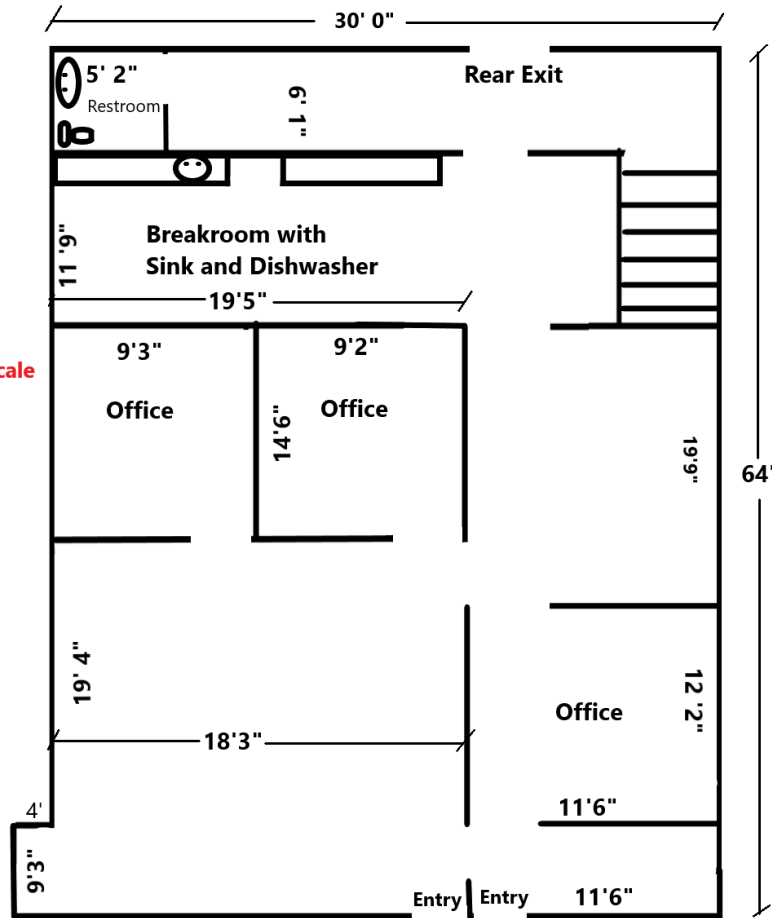 30' 0"
5' 2"
Restroom
6' 1"
Rear Exit
Breakroom with
Sink and Dishwasher
11 '9"
19'5"
9'3"
9'2"
cale
Office
Office
14'6"
19'9"
64'
19' 4"
Office
12 '2"
18'3"
4'
11'6"
9'3"
Entry
Entry
11'6"